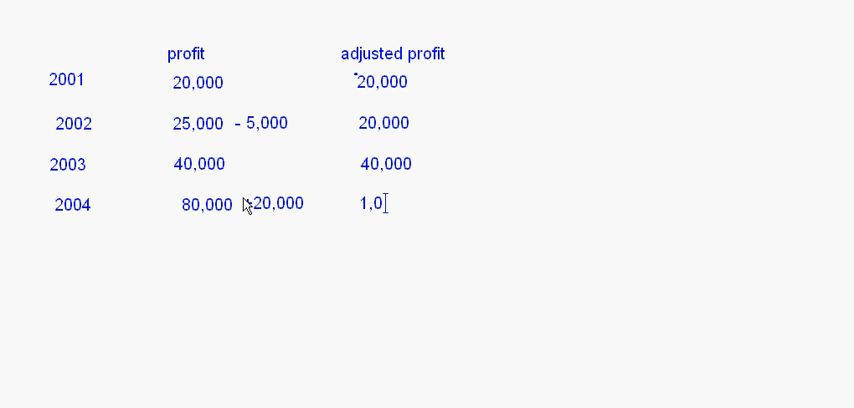 profit adjusted profit
2001 20,000 20,000
2002 25,000 - 5,000 20,000
2003 40,000 40,000
2004 80,000 20,000 1,0